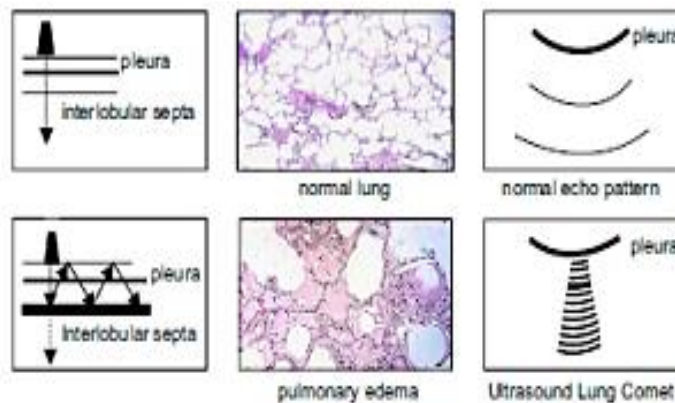 pleura
interlobular septa
normal lung
pleura
normal echo pattern
pleura
Interlobular septa
pulmonary edema
pleura
Ultrasound Lung Comet